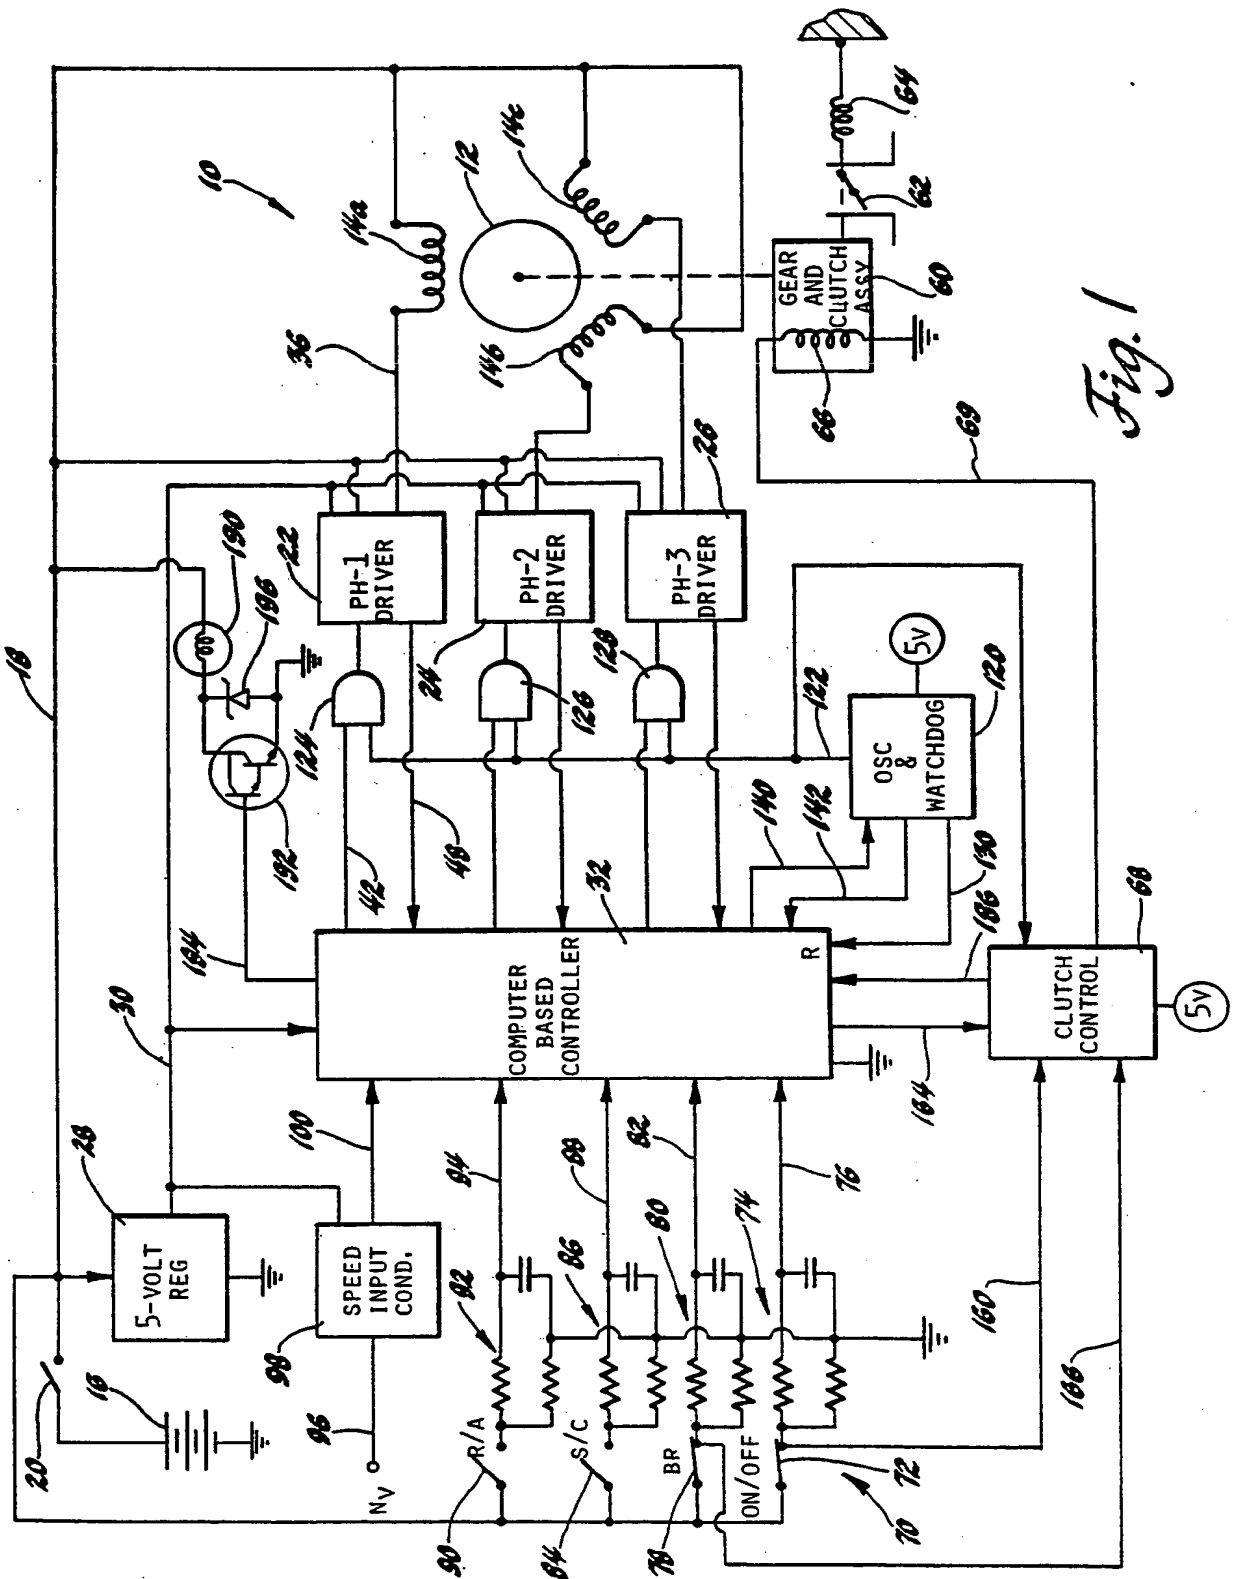 10
12
14a
14b
14c
36
64
62
GEAR
AND
CLUTCH
ASSY
60
66
69
Fig. 1
18
190
196
192
184
22
PH-1
DRIVER
24
PH-2
DRIVER
26
PH-3
DRIVER
124
126
128
42
48
122
5V
120
OSC
&
WATCHDOG
140
142
130
186
32
COMPUTER
BASED
CONTROLLER
R
30
68
CLUTCH
CONTROL
5V
164
28
5-VOLT
REG
100
98
SPEED
INPUT
COND.
94
88
82
76
92
86
80
74
160
166
20
16
96
NV
R/A
90
S/C
84
BR
78
ON/OFF
72
70